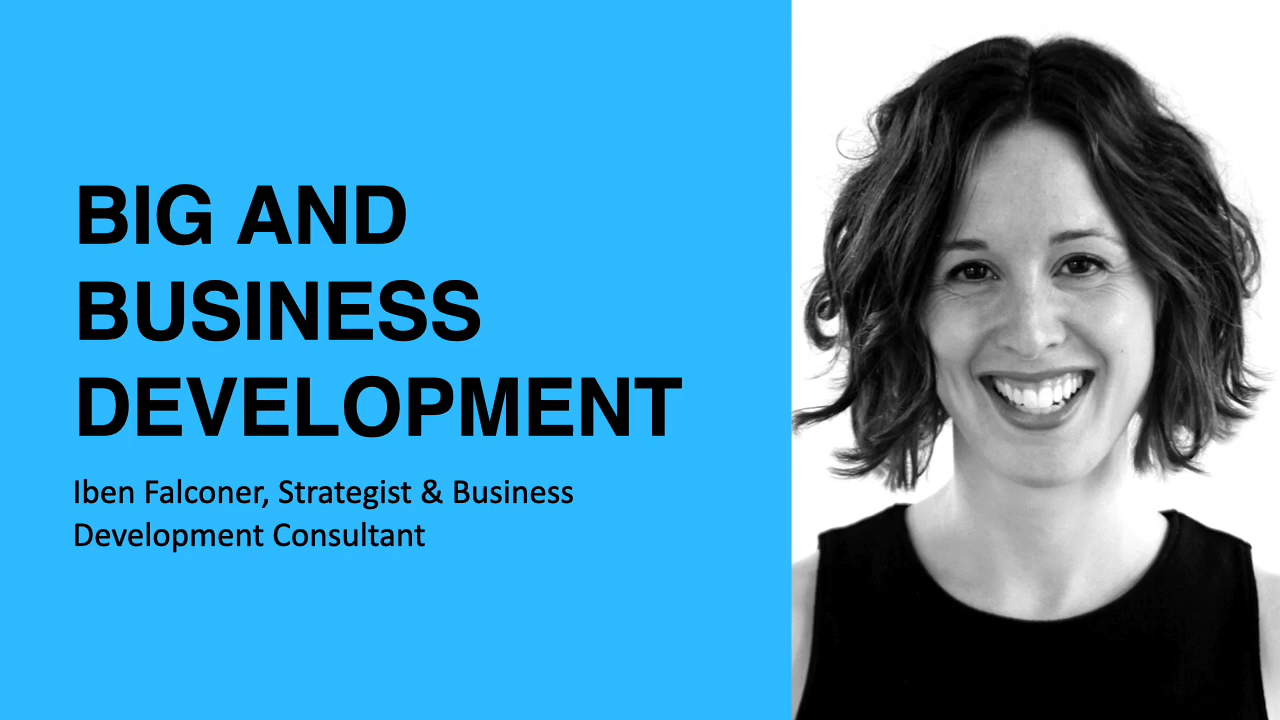 BIG AND
BUSINESS
DEVELOPMENT
Iben Falconer, Strategist & Business
Development Consultant